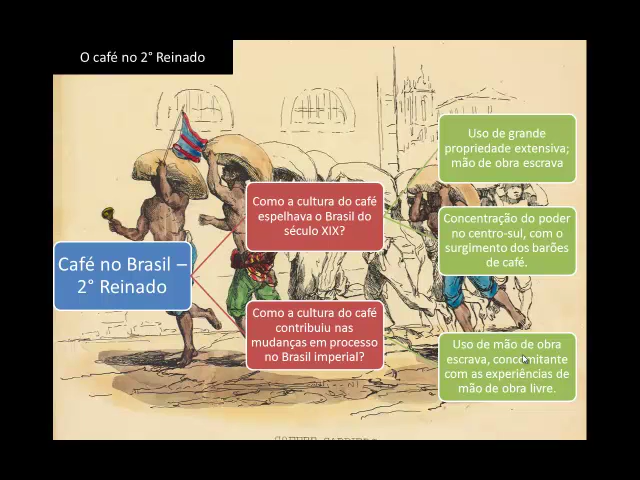 O café no 2° Reinado
Café no Brasil –
2° Reinado
Como a cultura do café
espelhava o Brasil do
século XIX?
Como a cultura do café
contribuiu nas
mudanças em processo
no Brasil imperial?
Uso de grande
propriedade extensiva;
mão de obra escrava
Concentração do poder
no centro-sul, com o
surgimento dos barões
de café.
Uso de mão de obra
escrava, concomitante
com as experiências de
mão de obra livre.